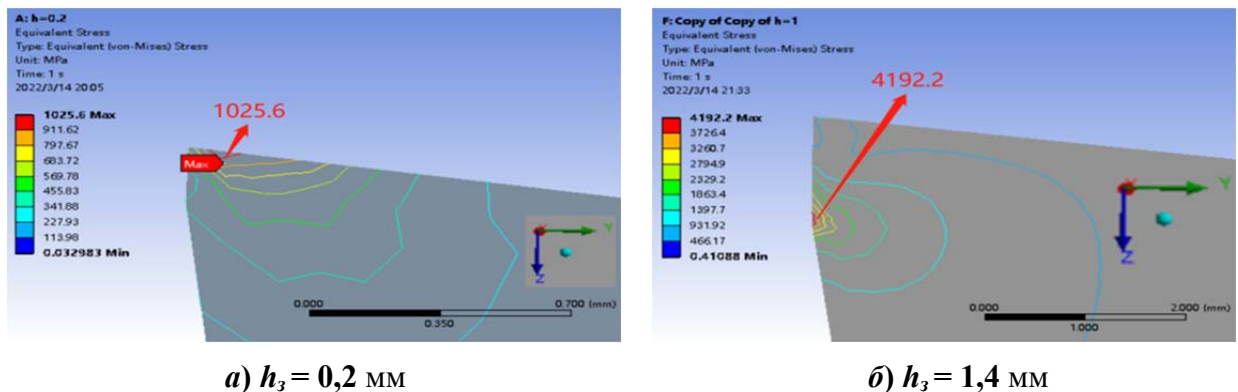 A: h=0.2
Equivalent Stress
Type: Equivalent (von-Mises) Stress
Unit: MPa
Time: 1 s
2022/3/14 20:05
1025.6 Max
911.62
797.67
683.72
569.78
455.83
341.88
227.93
113.98
0.032983 Min
1025.6
Max
Y
Z
0.000
0.700 (mm)
0.350
F: Copy of Copy of h=1
Equivalent Stress
Type: Equivalent (von-Mises) Stress
Unit: MPa
Time: 1 s
2022/3/14 21:33
4192.2 Max
3726.4
3260.7
2794.9
2329.2
1863.4
1397.7
931.92
466.17
0.41088 Min
4192.2
Y
Z
0.000
2.000 (mm)
1.000
а) hз = 0,2 мм
б) hз = 1,4 мм